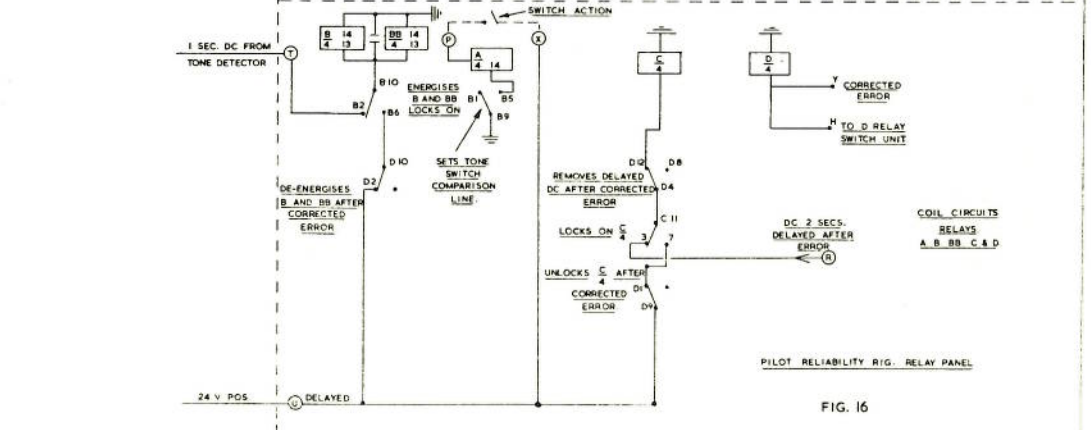 SWITCH ACTION
1 SEC. DC FROM
TONE DETECTOR
T
B 14
4 13
BB 14
4 13
P
X
A
4 14
C
4
D
4
B10
B2
B6
ENERGISES
B AND BB
LOCKS ON
B1
B5
B9
SETS TONE
SWITCH
COMPARISON
LINE.
D10
D2
DE-ENERGISES
B AND BB AFTER
CORRECTED
ERROR
Y CORRECTED
ERROR
H TO D RELAY
SWITCH UNIT
D12
D8
D4
REMOVES DELAYED
DC AFTER CORRECTED
ERROR
C11
3
7
LOCKS ON C
4
DC 2 SECS.
DELAYED AFTER
ERROR
R
UNLOCKS C AFTER
4
CORRECTED
ERROR
D1
D9
COIL CIRCUITS
RELAYS
A B BB C & D
PILOT RELIABILITY RIG. RELAY PANEL
24 V POS.
DELAYED
FIG. 16